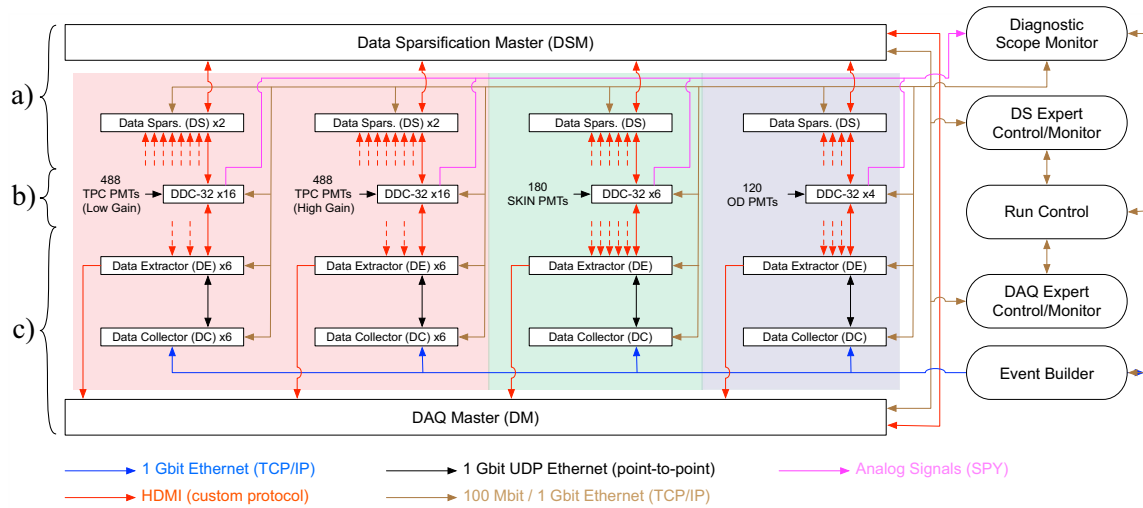 Data Sparsification Master (DSM)
Diagnostic
Scope Monitor
a)
Data Spars. (DS) x2
Data Spars. (DS) x2
Data Spars. (DS)
Data Spars. (DS)
DS Expert
Control/Monitor
b)
488
TPC PMTs
(Low Gain)
DDC-32 x16
488
TPC PMTs
(High Gain)
DDC-32 x16
180
SKIN PMTs
DDC-32 x6
120
OD PMTs
DDC-32 x4
Run Control
c)
Data Extractor (DE) x6
Data Extractor (DE) x6
Data Extractor (DE)
Data Extractor (DE)
DAQ Expert
Control/Monitor
Data Collector (DC) x6
Data Collector (DC) x6
Data Collector (DC)
Data Collector (DC)
Event Builder
DAQ Master (DM)
1 Gbit Ethernet (TCP/IP)
1 Gbit UDP Ethernet (point-to-point)
Analog Signals (SPY)
HDMI (custom protocol)
100 Mbit / 1 Gbit Ethernet (TCP/IP)